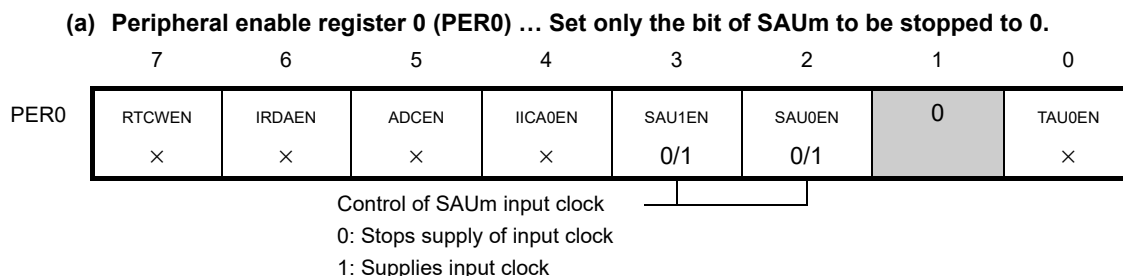 (a) Peripheral enable register 0 (PER0) … Set only the bit of SAUm to be stopped to 0.
7 6 5 4 3 2 1 0
PER0 RTCWEN IRDAEN ADCEN IICA0EN SAU1EN SAU0EN 0 TAU0EN
× × × × 0/1 0/1 ×
Control of SAUm input clock
0: Stops supply of input clock
1: Supplies input clock